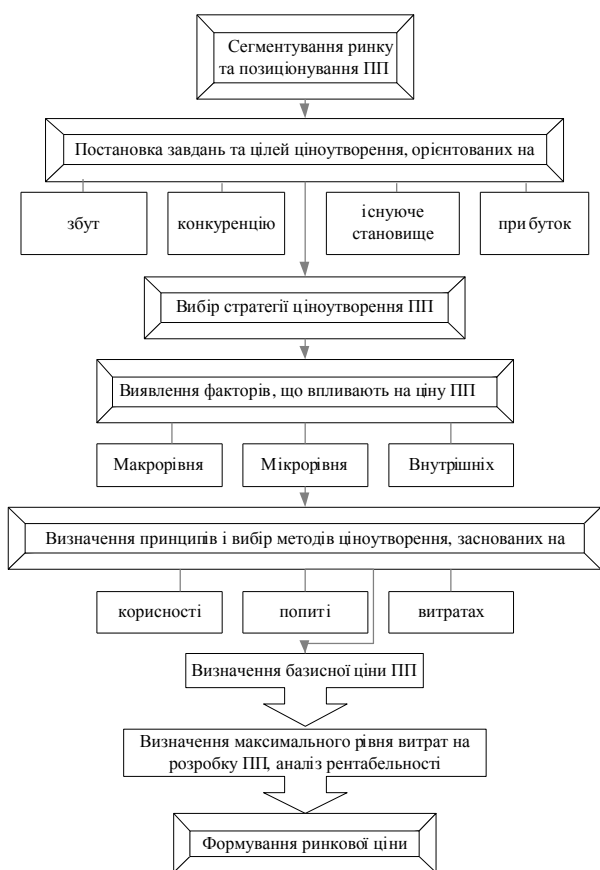 Сегментування ринку
та позиціонування ПП
Постановка завдань та цілей ціноутворення, орієнтованих на
збут
конкуренцію
існуюче
становище
прибуток
Вибір стратегії ціноутворення ПП
Виявлення факторів, що впливають на ціну ПП
Макрорівня
Мікрорівня
Внутрішніх
Визначення принципів і вибір методів ціноутворення, заснованих на
корисності
попиті
витратах
Визначення базисної ціни ПП
Визначення максимального рівня витрат на
розробку ПП, аналіз рентабельності
Формування ринкової ціни